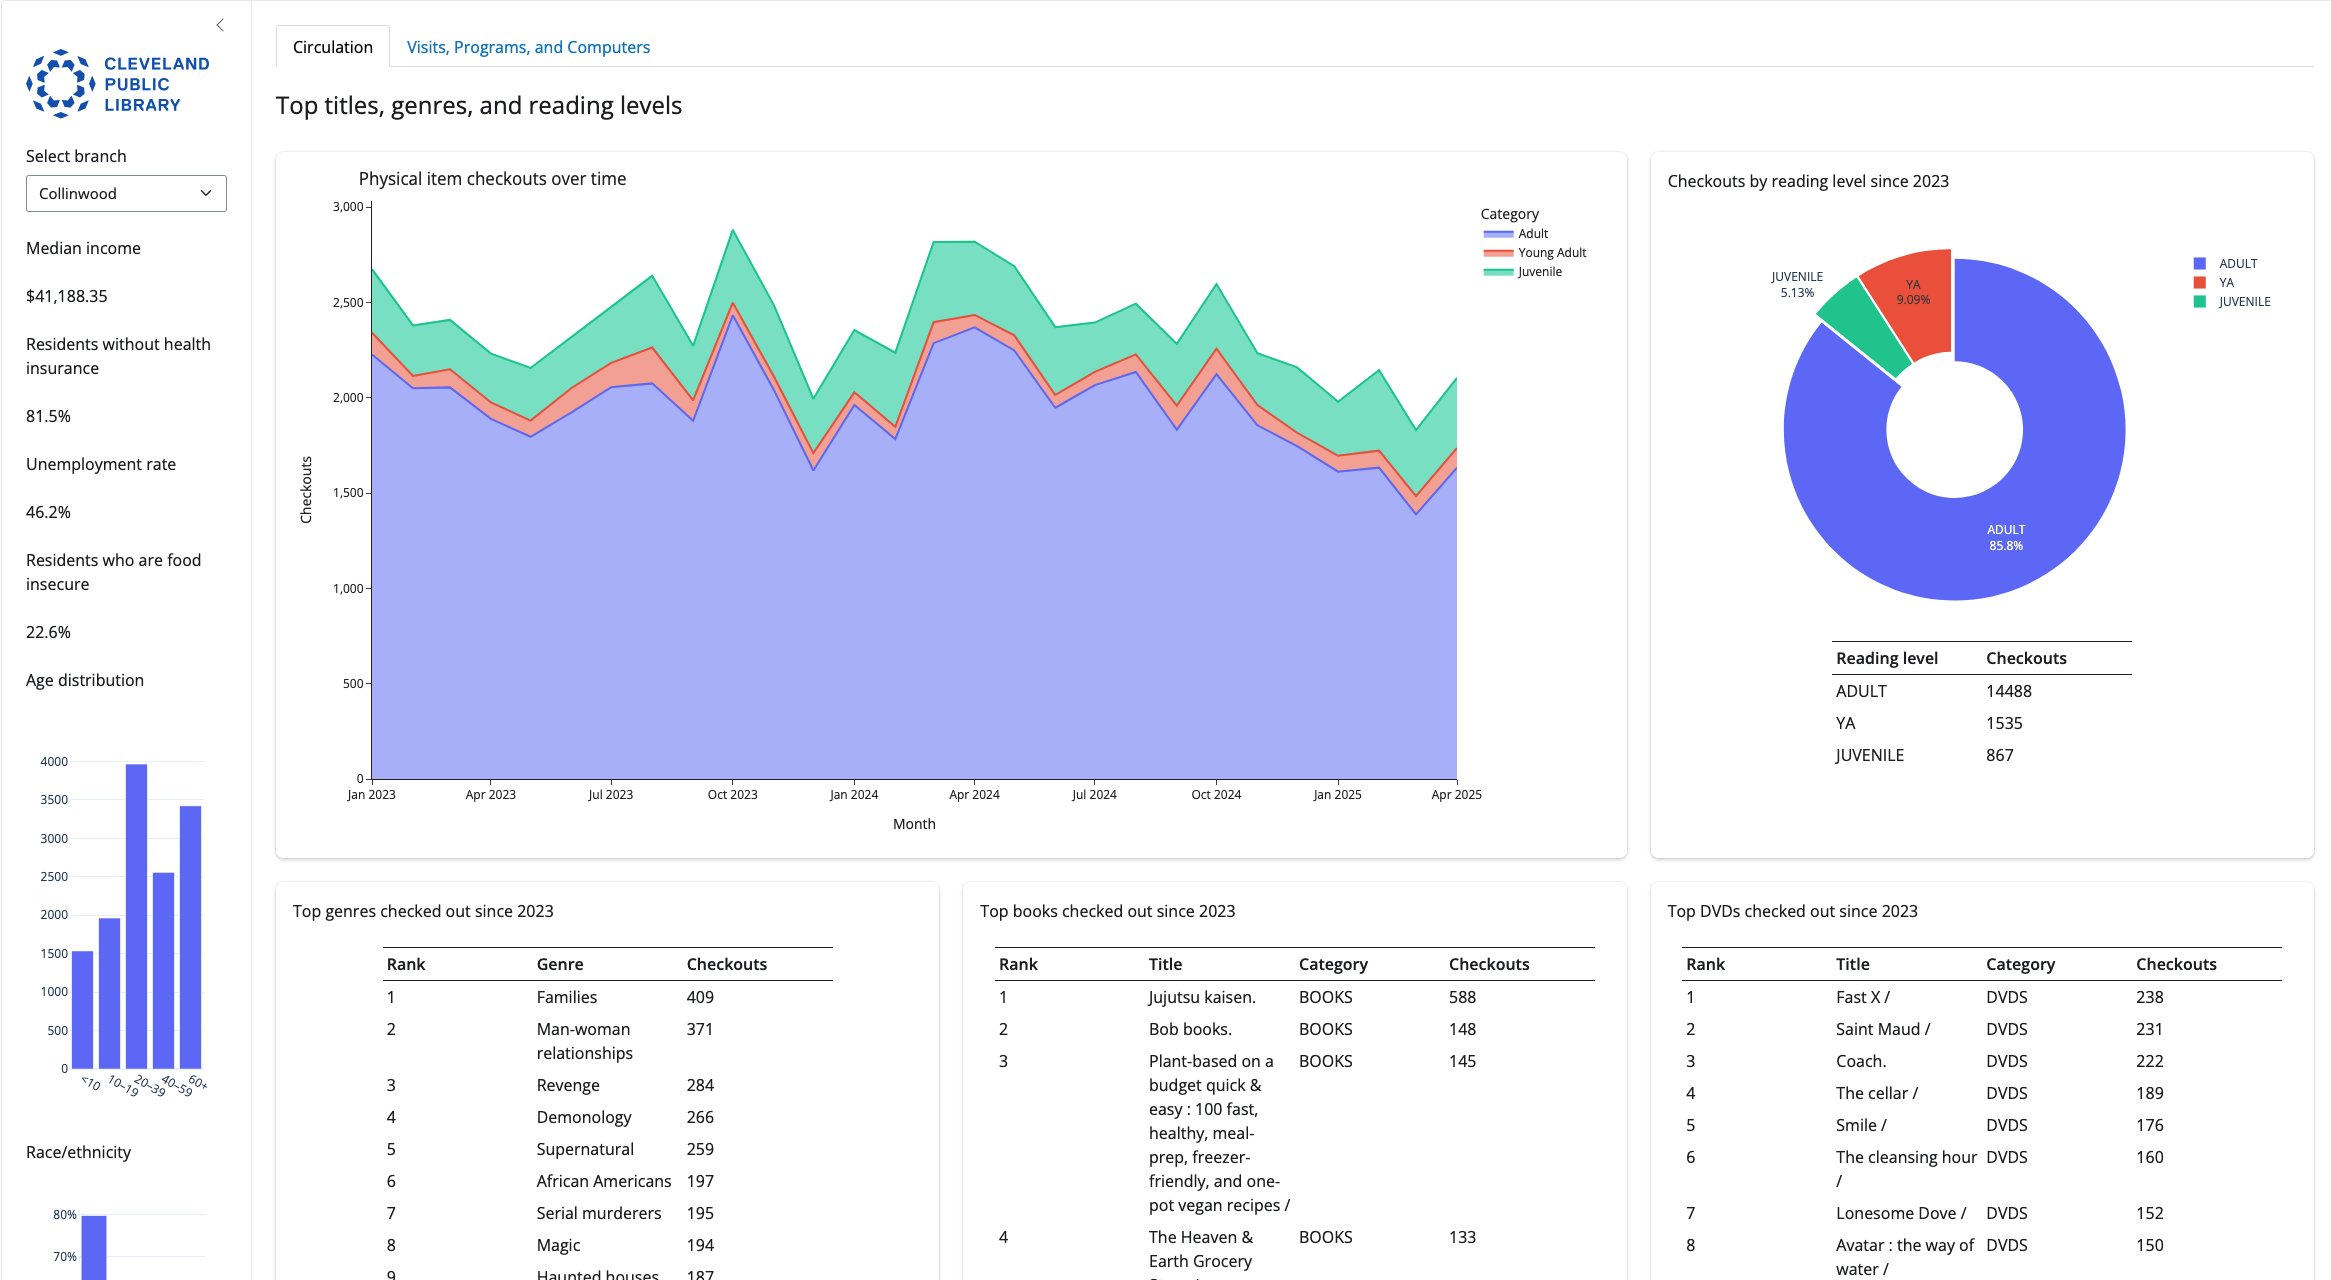 CLEVELAND
PUBLIC
LIBRARY
Select branch
Collinwood
Median income
$41,188.35
Residents without health
insurance
81.5%
Unemployment rate
46.2%
Residents who are food
insecure
22.6%
Age distribution
4000
3500
3000
2500
2000
1500
1000
500
0
<10 10–19 20–39 40–59 60+
Race/ethnicity
80%
70%
Circulation Visits, Programs, and Computers
Top titles, genres, and reading levels
Physical item checkouts over time
Category
Adult
Young Adult
Juvenile
Checkouts
3,000
2,500
2,000
1,500
1,000
500
0
Jan 2023 Apr 2023 Jul 2023 Oct 2023 Jan 2024 Apr 2024 Jul 2024 Oct 2024 Jan 2025 Apr 2025
Month
Checkouts by reading level since 2023
JUVENILE
5.13%
YA
9.09%
ADULT
85.8%
ADULT
YA
JUVENILE
Reading level Checkouts
ADULT 14488
YA 1535
JUVENILE 867
Top genres checked out since 2023
Rank Genre Checkouts
1 Families 409
2 Man-woman 371
relationships
3 Revenge 284
4 Demonology 266
5 Supernatural 259
6 African Americans 197
7 Serial murderers 195
8 Magic 194
9 Haunted houses 187
Top books checked out since 2023
Rank Title Category Checkouts
1 Jujutsu kaisen. BOOKS 588
2 Bob books. BOOKS 148
3 Plant-based on a BOOKS 145
budget quick &
easy : 100 fast,
healthy, meal-
prep, freezer-
friendly, and one-
pot vegan recipes /
4 The Heaven & BOOKS 133
Earth Grocery
Top DVDs checked out since 2023
Rank Title Category Checkouts
1 Fast X / DVDS 238
2 Saint Maud / DVDS 231
3 Coach. DVDS 222
4 The cellar / DVDS 189
5 Smile / DVDS 176
6 The cleansing hour DVDS 160
/
7 Lonesome Dove / DVDS 152
8 Avatar : the way of DVDS 150
water /